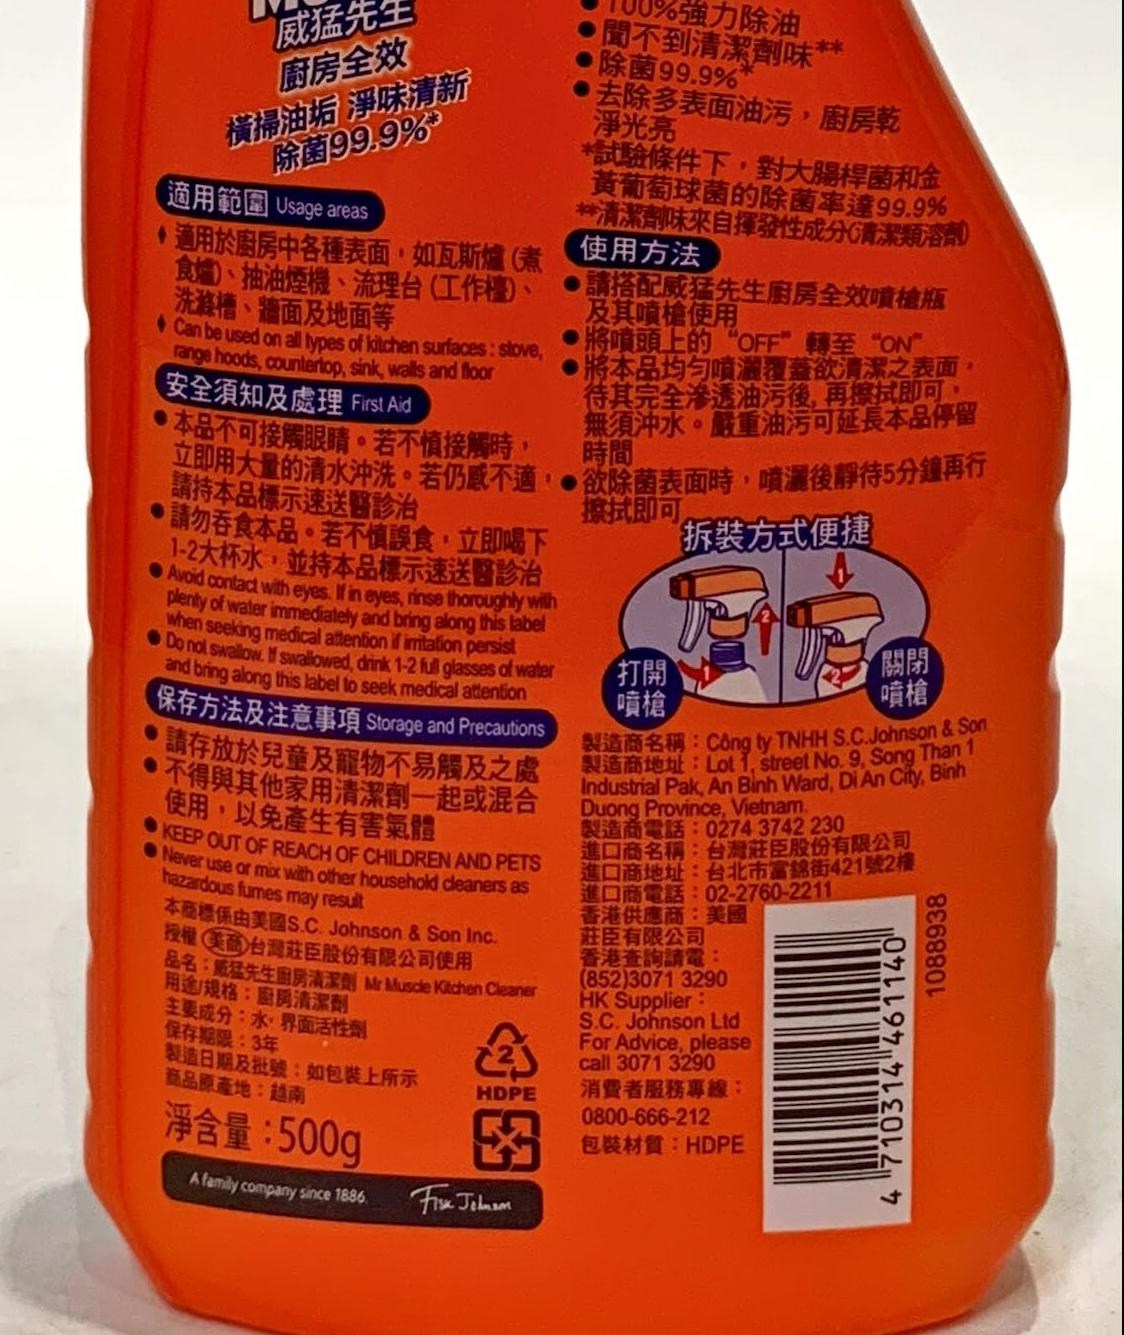 威猛先生
廚房全效
橫掃油垢 淨味清新
除菌99.9%*
適用範圍 Usage areas
♦ 適用於廚房中各種表面，如瓦斯爐 (煮
食爐)、抽油煙機、流理台 (工作檯)、
洗滌槽、牆面及地面等
♦ Can be used on all types of kitchen surfaces : stove,
range hoods, countertop, sink, walls and floor
安全須知及處理 First Aid
● 本品不可接觸眼睛。若不慎接觸時，
立即用大量的清水沖洗。若仍感不適，
請持本品標示速送醫診治
● 請勿吞食本品。若不慎誤食，立即喝下
1-2大杯水，並持本品標示速送醫診治
● Avoid contact with eyes. If in eyes, rinse thoroughly with
plenty of water immediately and bring along this label
when seeking medical attention if irritation persist
● Do not swallow. If swallowed, drink 1-2 full glasses of water
and bring along this label to seek medical attention
保存方法及注意事項 Storage and Precautions
● 請存放於兒童及寵物不易觸及之處
● 不得與其他家用清潔劑一起或混合
使用，以免產生有害氣體
● KEEP OUT OF REACH OF CHILDREN AND PETS
● Never use or mix with other household cleaners as
hazardous fumes may result
本商標係由美國S.C. Johnson & Son Inc.
授權 美商 台灣莊臣股份有限公司使用
品名：威猛先生廚房清潔劑 Mr Muscle Kitchen Cleaner
用途/規格：廚房清潔劑
主要成分：水, 界面活性劑
保存期限：3年
製造日期及批號：如包裝上所示
商品原產地：越南
淨含量：500g
2
HDPE
A family company since 1886. Fisk Johnson
● 100%強力除油
● 聞不到清潔劑味**
● 除菌99.9%*
● 去除多表面油污，廚房乾
淨光亮
*試驗條件下，對大腸桿菌和金
黃葡萄球菌的除菌率達99.9%
**清潔劑味來自揮發性成分(清潔類溶劑)
使用方法
● 請搭配威猛先生廚房全效噴槍瓶
及其噴槍使用
● 將噴頭上的 “OFF” 轉至 “ON”
● 將本品均勻噴灑覆蓋欲清潔之表面，
待其完全滲透油污後, 再擦拭即可，
無須沖水。嚴重油污可延長本品停留
時間
● 欲除菌表面時，噴灑後靜待5分鐘再行
擦拭即可
拆裝方式便捷
1
2
1
2
打開
噴槍
關閉
噴槍
製造商名稱：Công ty TNHH S.C.Johnson & Son
製造商地址：Lot 1, street No. 9, Song Than 1
Industrial Pak, An Binh Ward, Di An City, Binh
Duong Province, Vietnam.
製造商電話：0274 3742 230
進口商名稱：台灣莊臣股份有限公司
進口商地址：台北市富錦街421號2樓
進口商電話：02-2760-2211
香港供應商：美國
莊臣有限公司
香港查詢請電：
(852)3071 3290
HK Supplier：
S.C. Johnson Ltd
For Advice, please
call 3071 3290
消費者服務專線：
0800-666-212
包裝材質：HDPE
4 710314 461140
1088938